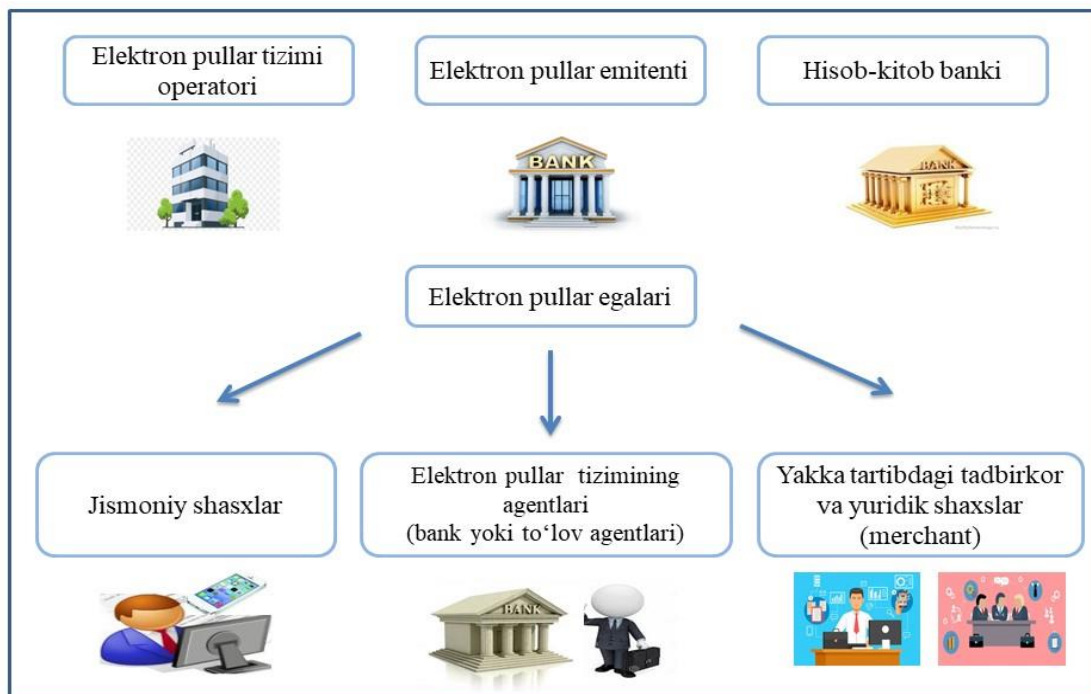 Elektron pullar tizimi
operatori
Elektron pullar emitenti
Hisob-kitob banki
BANK
BANK
Elektron pullar egalari
Jismoniy shasxlar
Elektron pullar tizimining
agentlari
(bank yoki to‘lov agentlari)
Yakka tartibdagi tadbirkor
va yuridik shaxslar
(merchant)
BANK